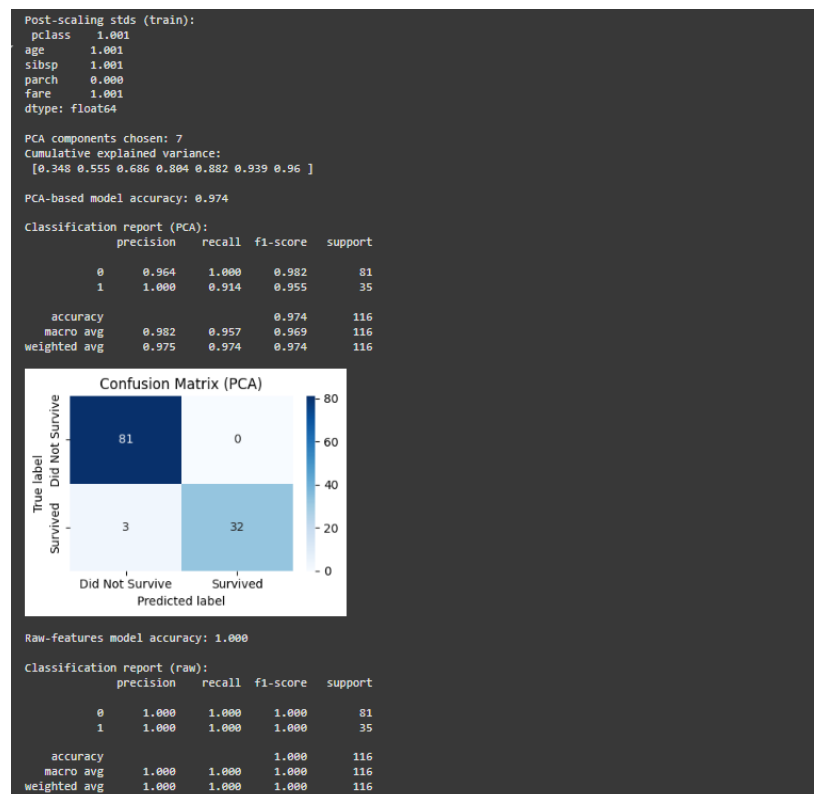 Post-scaling stds (train):
pclass 1.001
age 1.001
sibsp 1.001
parch 0.000
fare 1.001
dtype: float64
PCA components chosen: 7
Cumulative explained variance:
[0.348 0.555 0.686 0.804 0.882 0.939 0.96 ]
PCA-based model accuracy: 0.974
Classification report (PCA):
precision recall f1-score support
0 0.964 1.000 0.982 81
1 1.000 0.914 0.955 35
accuracy 0.974 116
macro avg 0.982 0.957 0.969 116
weighted avg 0.975 0.974 0.974 116
Confusion Matrix (PCA)
True label
Did Not Survive
Survived
81 0
3 32
Did Not Survive Survived
Predicted label
80
60
40
20
0
Raw-features model accuracy: 1.000
Classification report (raw):
precision recall f1-score support
0 1.000 1.000 1.000 81
1 1.000 1.000 1.000 35
accuracy 1.000 116
macro avg 1.000 1.000 1.000 116
weighted avg 1.000 1.000 1.000 116